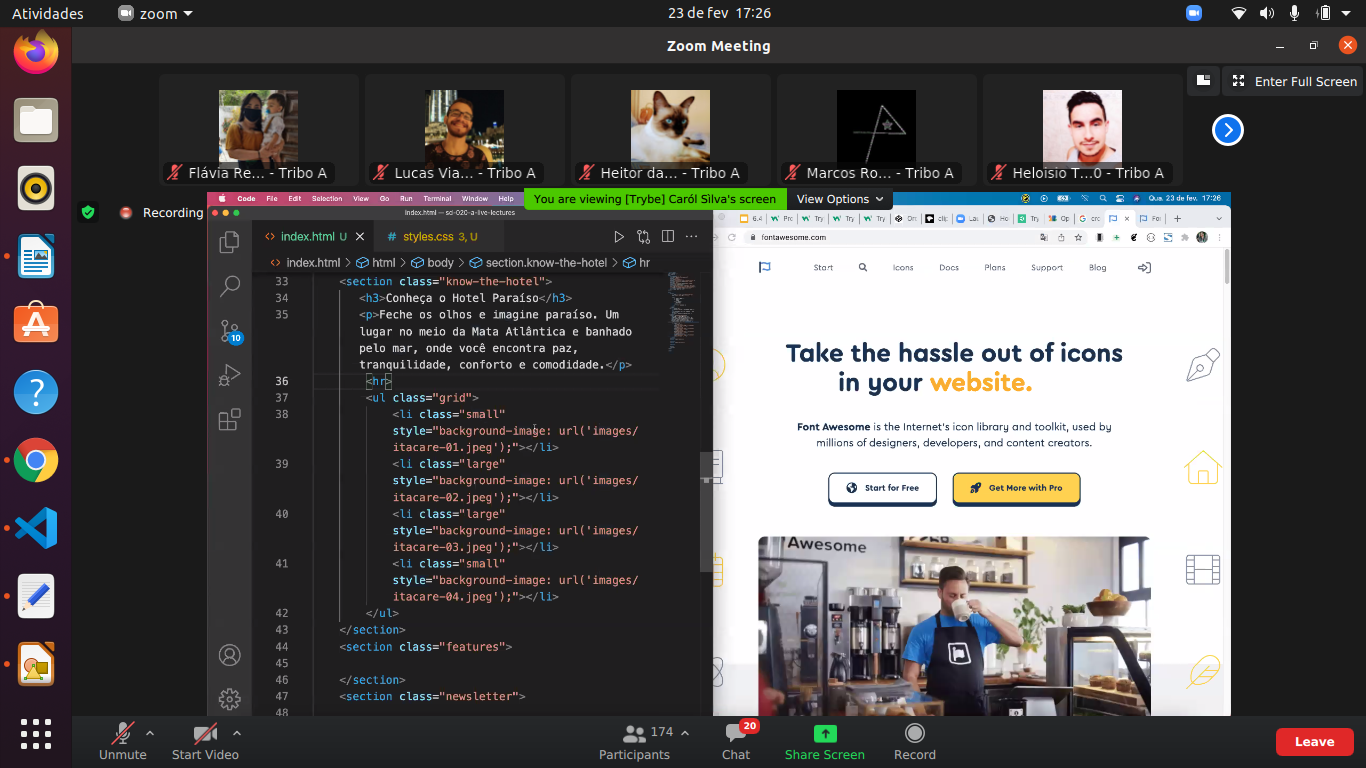 Atividades
zoom
23 de fev 17:26
Zoom Meeting
Enter Full Screen
Flávia Re... - Tribo A
Lucas Via... - Tribo A
Heitor da... - Tribo A
Marcos Ro... - Tribo A
Heloisio T...0 - Tribo A
Recording
You are viewing [Trybe] Caról Silva's screen
View Options
Code File Edit Selection View Go Run Terminal Window Help
Qua. 23 de fev. 17:26
index.html — sd-020-a-live-lectures
index.html U
# styles.css 3, U
index.html > html > body > section.know-the-hotel > hr
33 <section class="know-the-hotel">
34 <h3>Conheça o Hotel Paraíso</h3>
35 <p>Feche os olhos e imagine paraíso. Um
lugar no meio da Mata Atlântica e banhado
pelo mar, onde você encontra paz,
tranquilidade, conforto e comodidade.</p>
36 <hr>
37 <ul class="grid">
38 <li class="small"
style="background-image: url('images/
itacare-01.jpeg');"></li>
39 <li class="large"
style="background-image: url('images/
itacare-02.jpeg');"></li>
40 <li class="large"
style="background-image: url('images/
itacare-03.jpeg');"></li>
41 <li class="small"
style="background-image: url('images/
itacare-04.jpeg');"></li>
42 </ul>
43 </section>
44 <section class="features">
45
46 </section>
47 <section class="newsletter">
48
10
fontawesome.com
Start
Icons
Docs
Plans
Support
Blog
Take the hassle out of icons
in your website.
Font Awesome is the Internet's icon library and toolkit, used by
millions of designers, developers, and content creators.
Start for Free
Get More with Pro
Awesome
Unmute
Start Video
174
Participants
20
Chat
Share Screen
Record
Leave